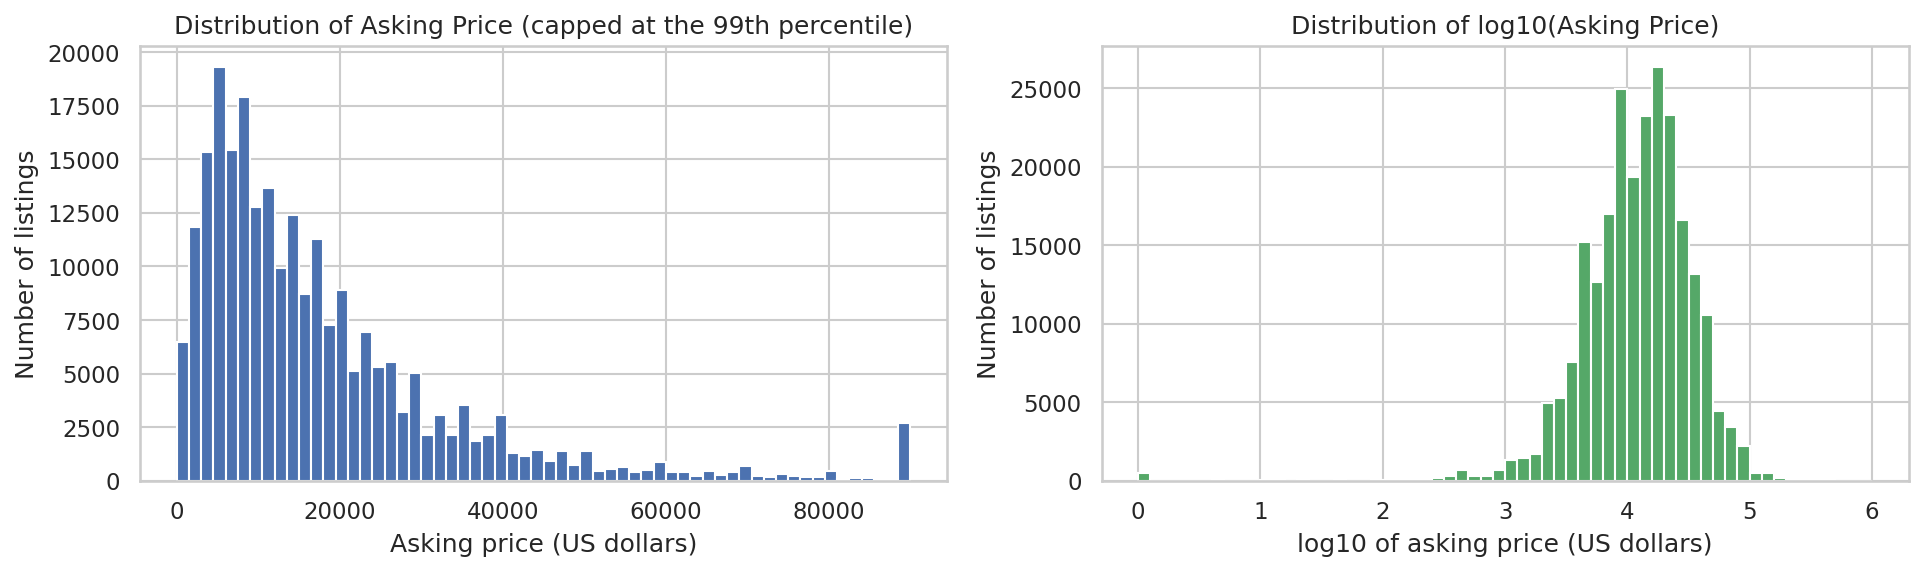 Distribution of Asking Price (capped at the 99th percentile)
20000
17500
15000
12500
10000
7500
5000
2500
0
Number of listings
0 20000 40000 60000 80000
Asking price (US dollars)
Distribution of log10(Asking Price)
25000
20000
15000
10000
5000
0
Number of listings
0 1 2 3 4 5 6
log10 of asking price (US dollars)